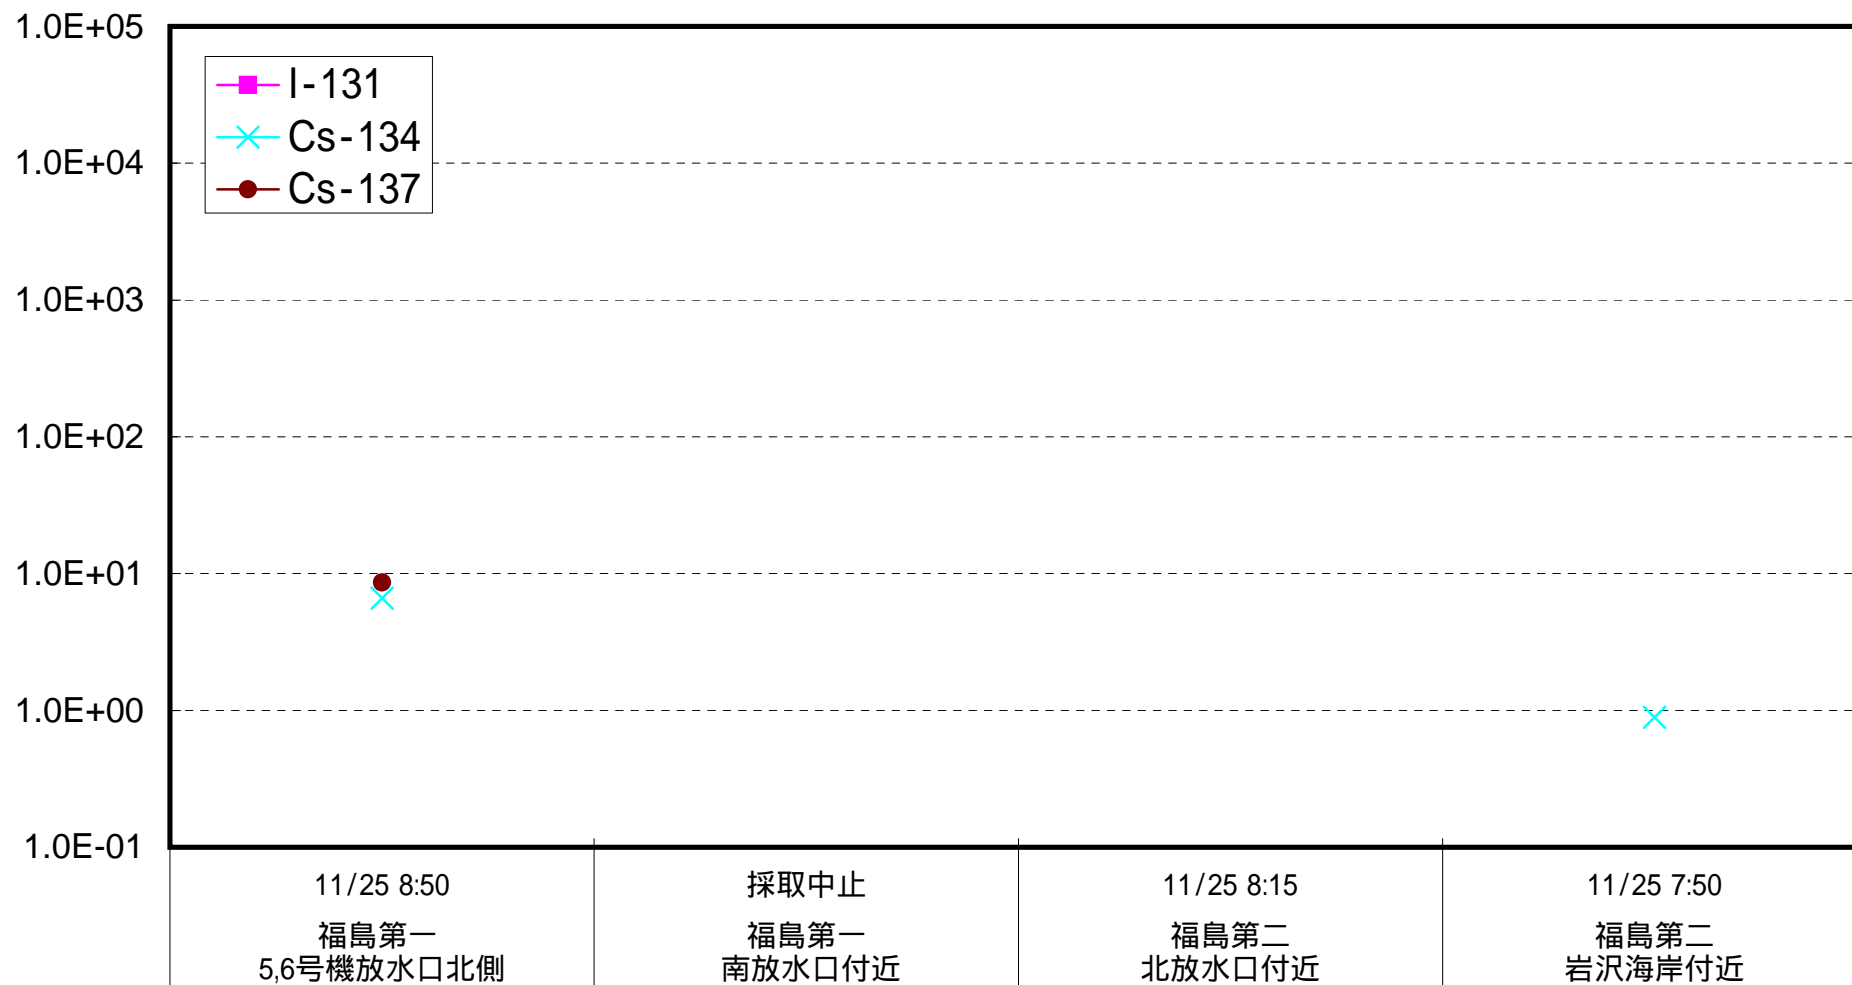 1.0E+05
I-131
Cs-134
Cs-137
1.0E+04
1.0E+03
1.0E+02
1.0E+01
1.0E+00
1.0E-01
11/25 8:50
福島第一
5,6号機放水口北側
採取中止
福島第一
南放水口付近
11/25 8:15
福島第二
北放水口付近
11/25 7:50
福島第二
岩沢海岸付近